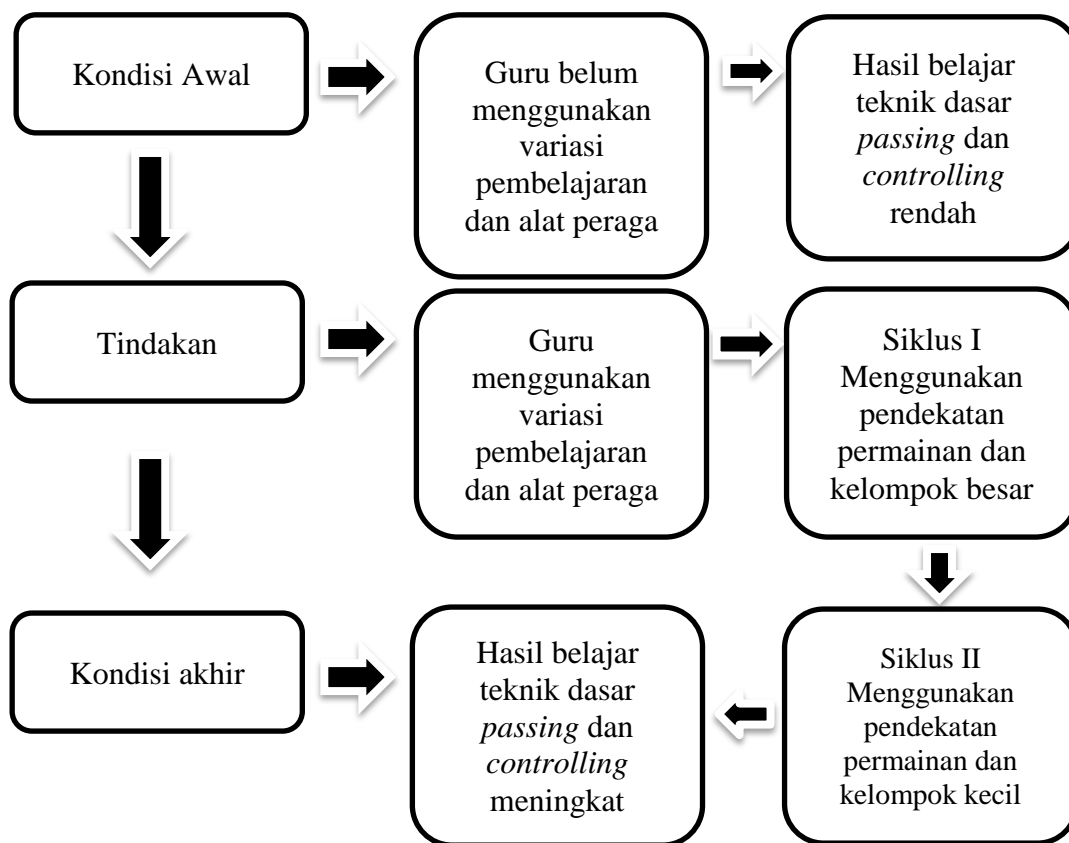 Kondisi Awal
Guru belum
menggunakan
variasi
pembelajaran
dan alat peraga
Hasil belajar
teknik dasar
passing dan
controlling
rendah
Tindakan
Guru
menggunakan
variasi
pembelajaran
dan alat peraga
Siklus I
Menggunakan
pendekatan
permainan dan
kelompok besar
Kondisi akhir
Hasil belajar
teknik dasar
passing dan
controlling
meningkat
Siklus II
Menggunakan
pendekatan
permainan dan
kelompok kecil